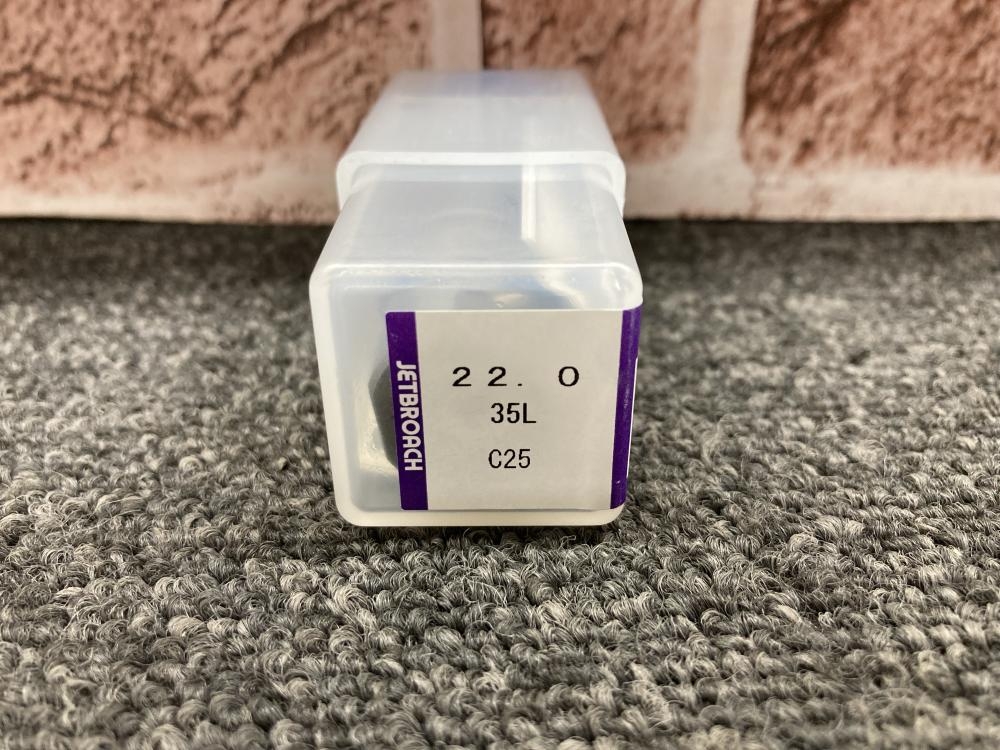 JETBROACH
22. 0
35L
C25